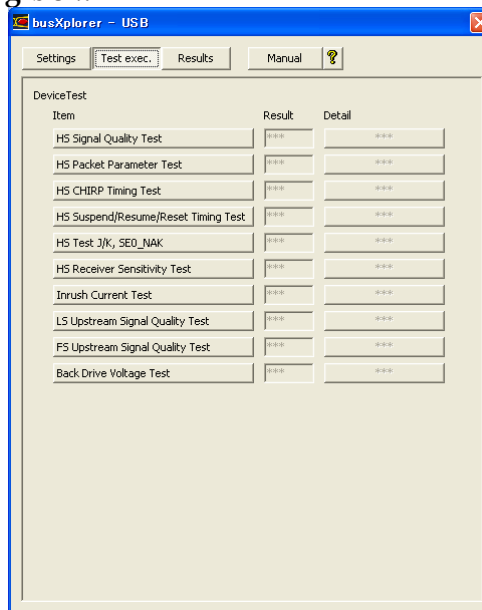 busXplorer - USB
Settings Test exec. Results Manual ?
DeviceTest
Item Result Detail
HS Signal Quality Test *** ***
HS Packet Parameter Test *** ***
HS CHIRP Timing Test *** ***
HS Suspend/Resume/Reset Timing Test *** ***
HS Test J/K, SE0_NAK *** ***
HS Receiver Sensitivity Test *** ***
Inrush Current Test *** ***
LS Upstream Signal Quality Test *** ***
FS Upstream Signal Quality Test *** ***
Back Drive Voltage Test *** ***